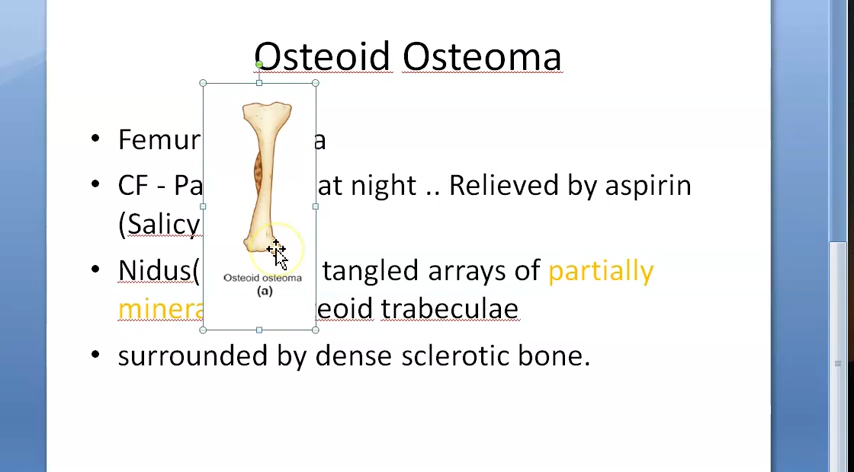 Osteoid Osteoma
• Femur a
• CF - Pa at night .. Relieved by aspirin
(Salicy
• Nidus( tangled arrays of partially
minera eoid trabeculae
• surrounded by dense sclerotic bone.
Osteoid osteoma
(a)